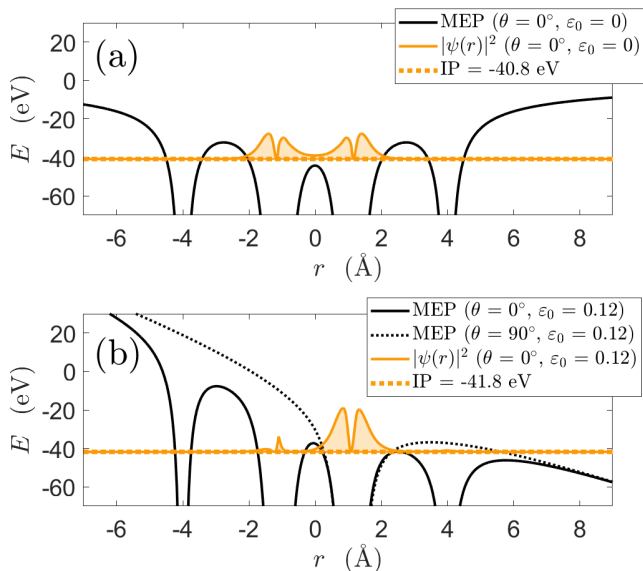 (a)
MEP (θ = 0°, ε₀ = 0)
|ψ(r)|² (θ = 0°, ε₀ = 0)
IP = -40.8 eV
20
0
-20
-40
-60
E (eV)
-6 -4 -2 0 2 4 6 8
r (Å)
(b)
MEP (θ = 0°, ε₀ = 0.12)
MEP (θ = 90°, ε₀ = 0.12)
|ψ(r)|² (θ = 0°, ε₀ = 0.12)
IP = -41.8 eV
20
0
-20
-40
-60
E (eV)
-6 -4 -2 0 2 4 6 8
r (Å)